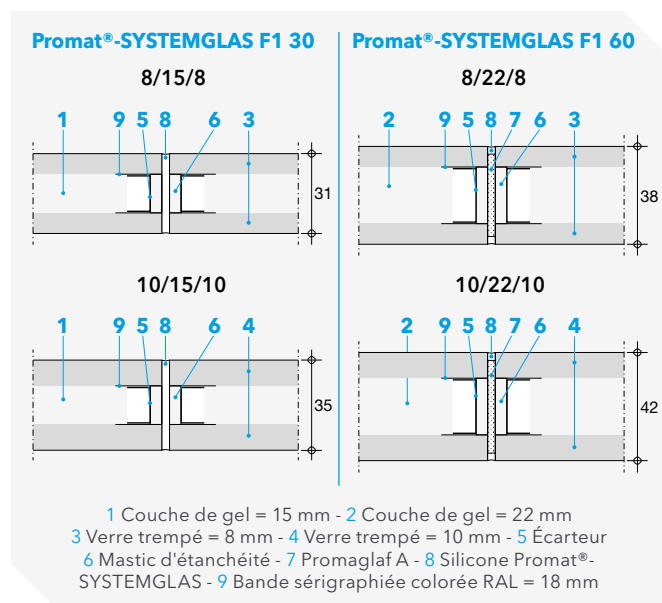 Promat®-SYSTEMGLAS F1 30
8/15/8
1 9 5 8 6 3
31
10/15/10
1 9 5 8 6 4
35
Promat®-SYSTEMGLAS F1 60
8/22/8
2 9 5 8 7 6 3
38
10/22/10
2 9 5 8 7 6 4
42
1 Couche de gel = 15 mm - 2 Couche de gel = 22 mm
3 Verre trempé = 8 mm - 4 Verre trempé = 10 mm - 5 Écarteur
6 Mastic d'étanchéité - 7 Promaglaf A - 8 Silicone Promat®-
SYSTEMGLAS - 9 Bande sérigraphiée colorée RAL = 18 mm